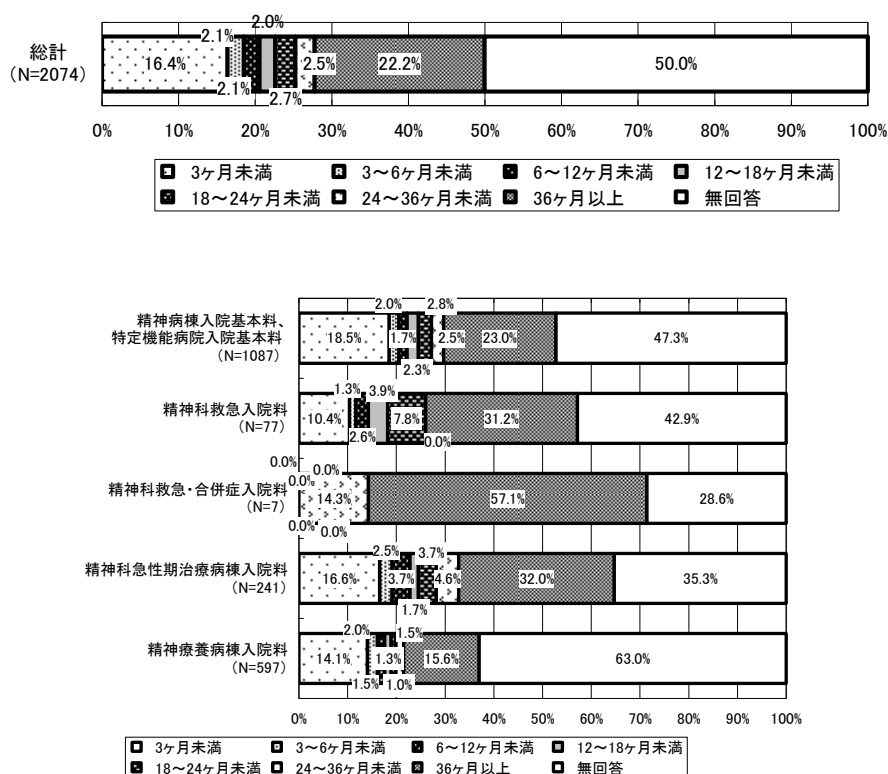 2.0%
2.1%
総計
(N=2074)
16.4%
2.5%
22.2%
50.0%
2.1%
2.7%
0% 10% 20% 30% 40% 50% 60% 70% 80% 90% 100%
3ヶ月未満 3～6ヶ月未満 6～12ヶ月未満 12～18ヶ月未満
18～24ヶ月未満 24～36ヶ月未満 36ヶ月以上 無回答
2.0% 2.8%
精神病棟入院基本料、
特定機能病院入院基本料
(N=1087)
18.5% 1.7% 2.5% 23.0% 47.3%
2.3%
1.3% 3.9%
精神科救急入院料
(N=77)
10.4% 7.8% 31.2% 42.9%
2.6% 0.0%
0.0% 0.0%
0.0%
精神科救急・合併症入院料
(N=7)
14.3% 57.1% 28.6%
0.0% 0.0%
2.5% 3.7%
精神科急性期治療病棟入院料
(N=241)
16.6% 3.7% 4.6% 32.0% 35.3%
1.7%
2.0% 1.5%
精神療養病棟入院料
(N=597)
14.1% 1.3% 15.6% 63.0%
1.5% 1.0%
0% 10% 20% 30% 40% 50% 60% 70% 80% 90% 100%
3ヶ月未満 3～6ヶ月未満 6～12ヶ月未満 12～18ヶ月未満
18～24ヶ月未満 24～36ヶ月未満 36ヶ月以上 無回答